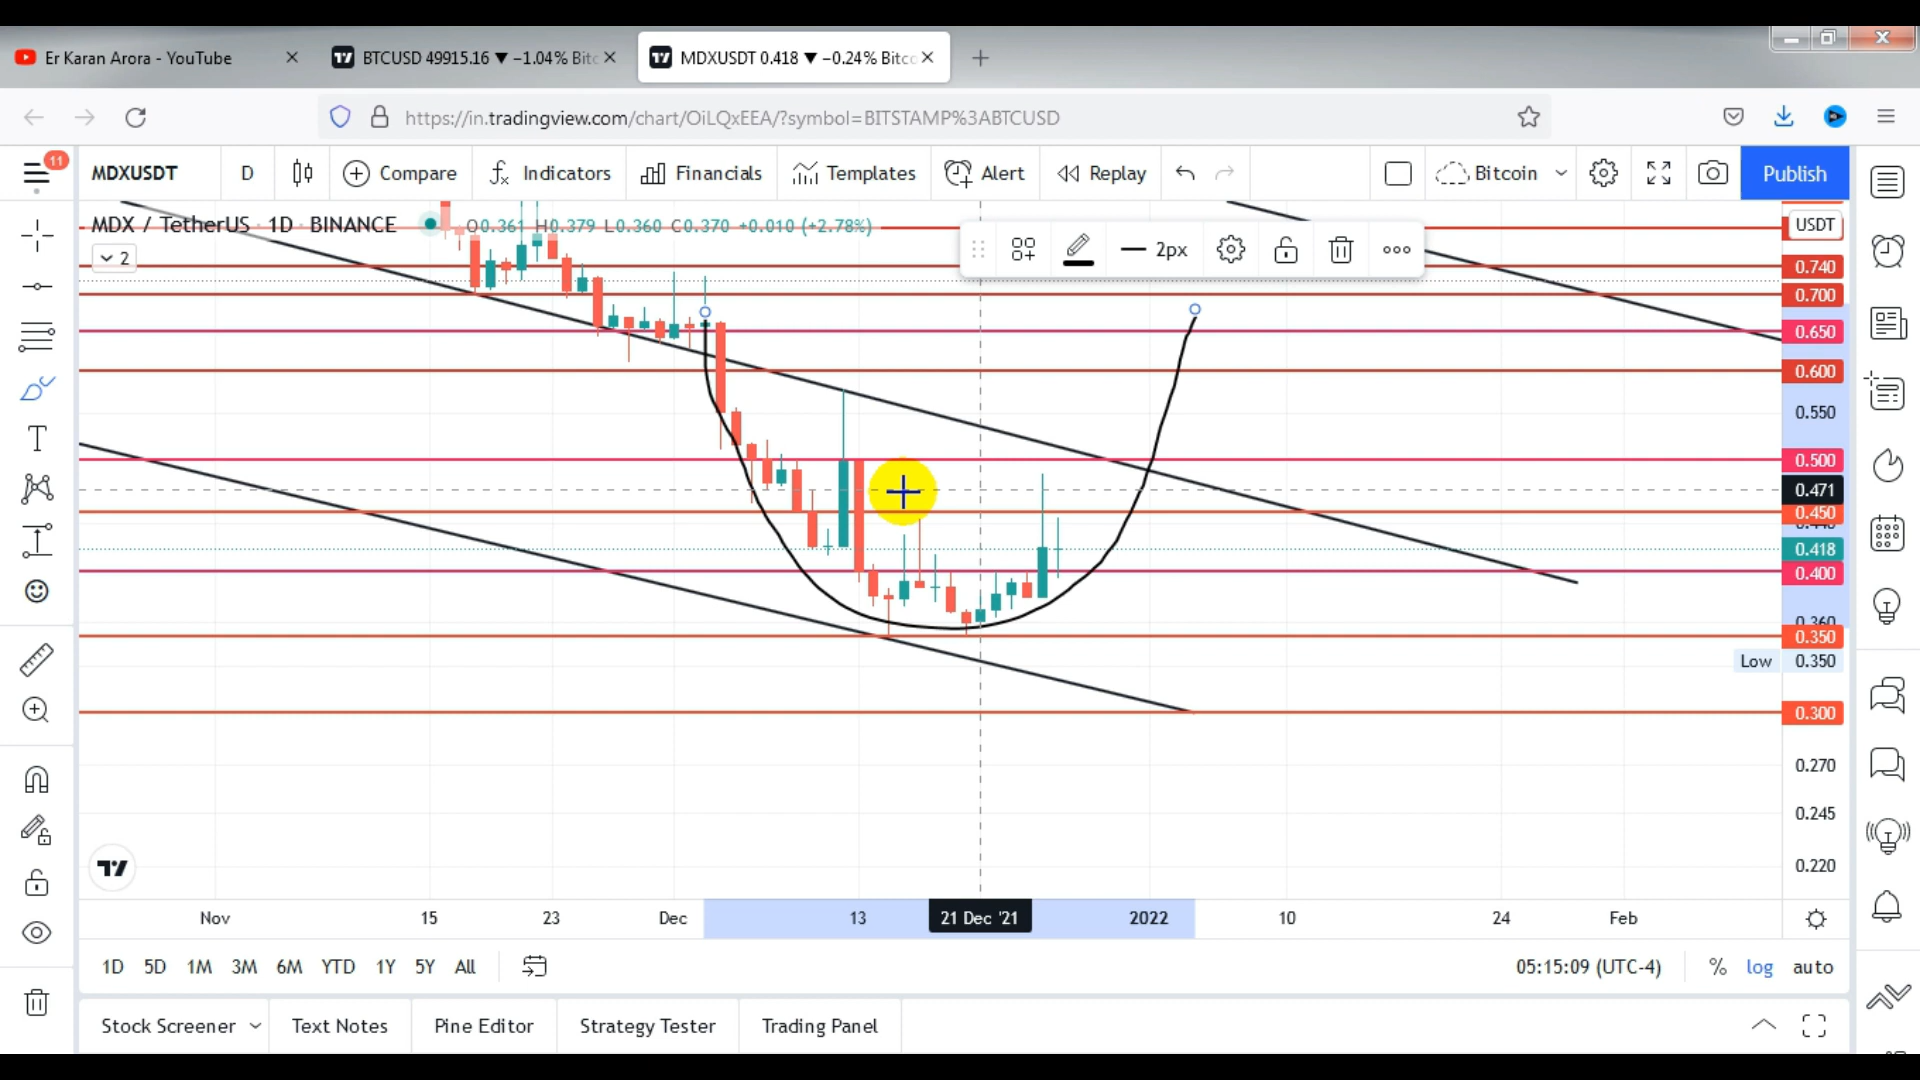 Er Karan Arora - YouTube
BTCUSD 49915.16 ▼ −1.04% Bitc
MDXUSDT 0.418 ▼ −0.24% Bitco
https://in.tradingview.com/chart/OiLQxEEA/?symbol=BITSTAMP%3ABTCUSD
11
MDXUSDT
D
Compare
Indicators
Financials
Templates
Alert
Replay
Bitcoin
Publish
MDX / TetherUS · 1D · BINANCE
O0.361 H0.379 L0.360 C0.370 +0.010 (+2.78%)
2
2px
USDT
0.740
0.700
0.650
0.600
0.550
0.500
0.471
0.450
0.418
0.400
0.360
0.350
Low 0.350
0.300
0.270
0.245
0.220
Nov
15
23
Dec
13
21 Dec '21
2022
10
24
Feb
1D 5D 1M 3M 6M YTD 1Y 5Y All
05:15:09 (UTC-4)
%
log
auto
Stock Screener
Text Notes
Pine Editor
Strategy Tester
Trading Panel